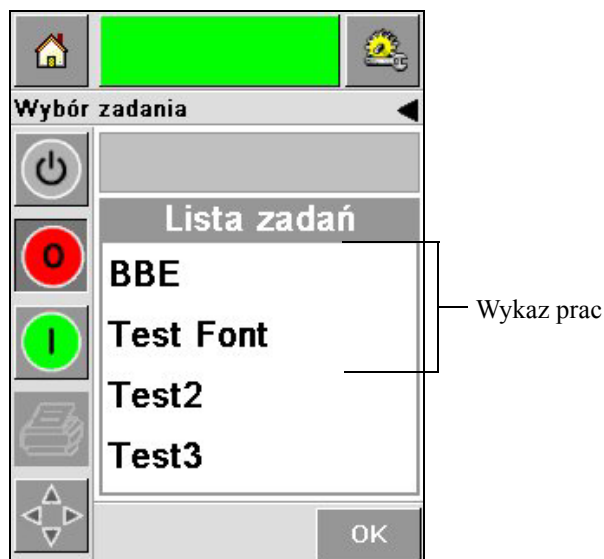 Wybór zadania
O
Lista zadań
BBE
I
Test Font
Test2
Test3
OK
Wykaz prac